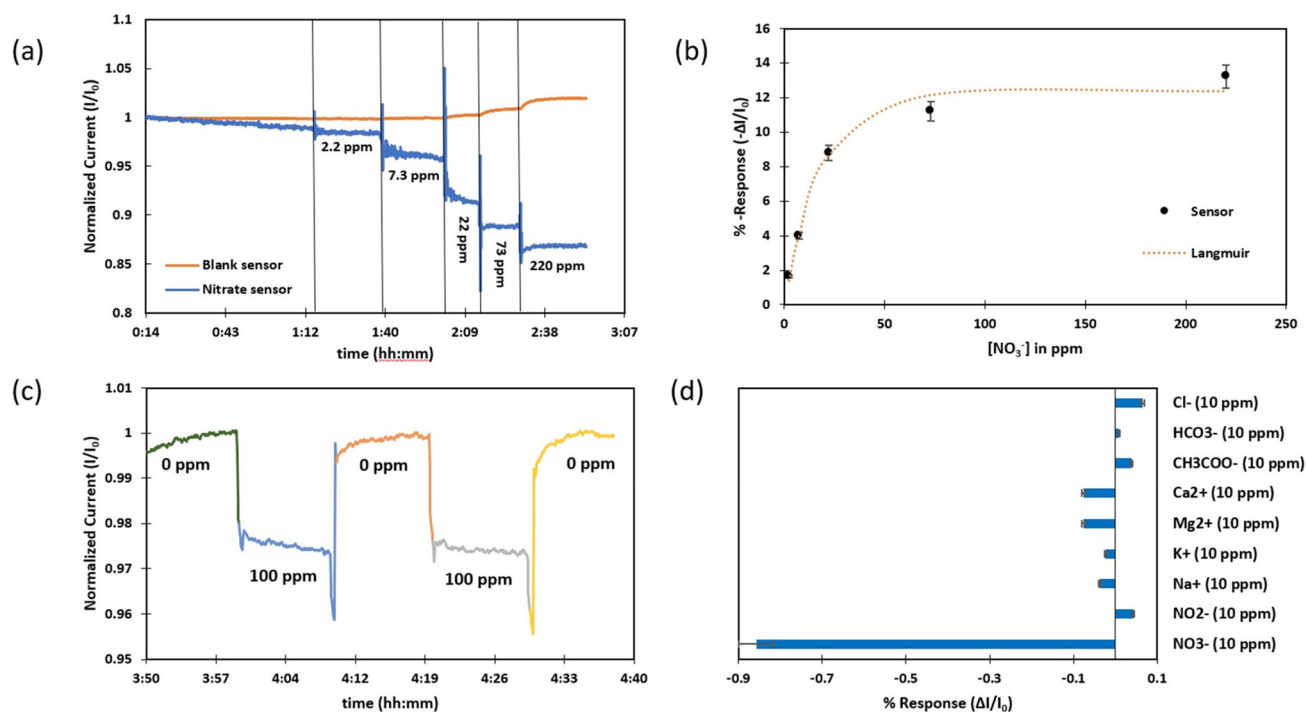 (a)
1.1
1.05
1
0.95
0.9
0.85
0.8
Normalized Current (I/I₀)
2.2 ppm
7.3 ppm
22 ppm
73 ppm
220 ppm
Blank sensor
Nitrate sensor
0:14 0:43 1:12 1:40 2:09 2:38 3:07
time (hh:mm)
(b)
16
14
12
10
8
6
4
2
0
% -Response (-ΔI/I₀)
Sensor
Langmuir
0 50 100 150 200 250
[NO₃⁻] in ppm
(c)
1.01
1
0.99
0.98
0.97
0.96
0.95
Normalized Current (I/I₀)
0 ppm
0 ppm
0 ppm
100 ppm
100 ppm
3:50 3:57 4:04 4:12 4:19 4:26 4:33 4:40
time (hh:mm)
(d)
Cl- (10 ppm)
HCO3- (10 ppm)
CH3COO- (10 ppm)
Ca2+ (10 ppm)
Mg2+ (10 ppm)
K+ (10 ppm)
Na+ (10 ppm)
NO2- (10 ppm)
NO3- (10 ppm)
-0.9 -0.7 -0.5 -0.3 -0.1 0.1
% Response (ΔI/I₀)